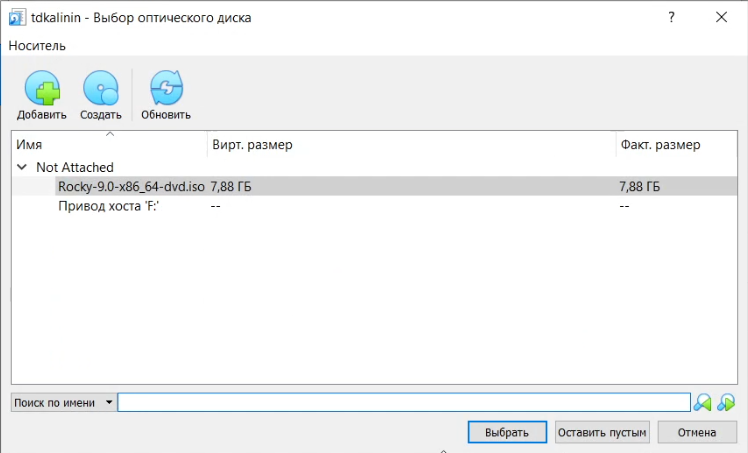 tdkalinin - Выбор оптического диска
?
Носитель
Добавить Создать Обновить
Имя Вирт. размер Факт. размер
Not Attached
Rocky-9.0-x86_64-dvd.iso 7,88 ГБ 7,88 ГБ
Привод хоста 'F:' -- --
Поиск по имени
Выбрать Оставить пустым Отмена